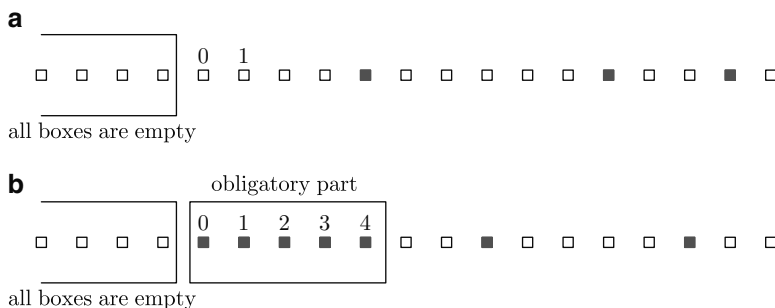 a
0 1
all boxes are empty
b
obligatory part
0 1 2 3 4
all boxes are empty